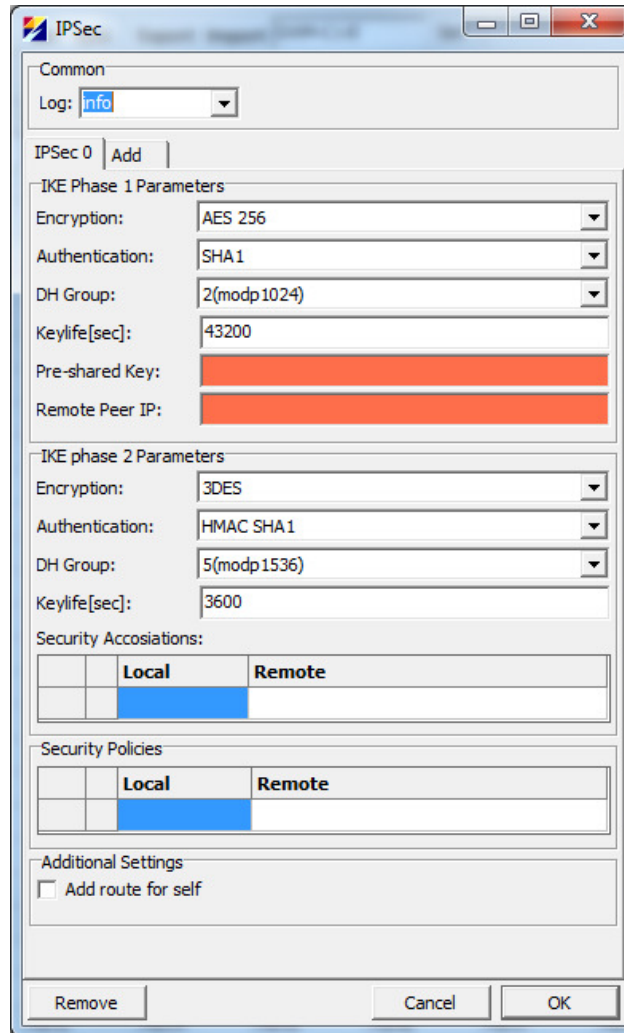 IPSec
Common
Log: info
IPSec 0 Add
IKE Phase 1 Parameters
Encryption: AES 256
Authentication: SHA1
DH Group: 2(modp1024)
Keylife[sec]: 43200
Pre-shared Key:
Remote Peer IP:
IKE phase 2 Parameters
Encryption: 3DES
Authentication: HMAC SHA1
DH Group: 5(modp1536)
Keylife[sec]: 3600
Security Accosiations:
Local Remote
Security Policies
Local Remote
Additional Settings
Add route for self
Remove Cancel OK